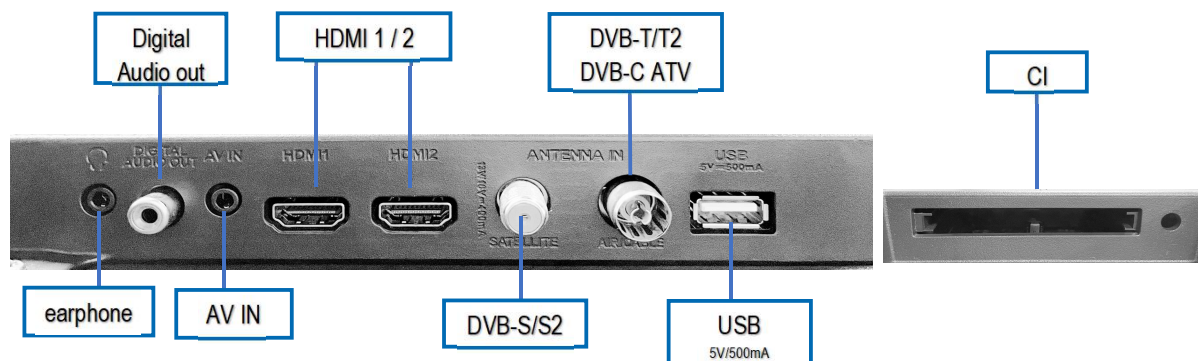 Digital
Audio out
HDMI 1 / 2
DVB-T/T2
DVB-C ATV
CI
DIGITAL
AUDIO OUT
AV IN
HDMI1
HDMI2
ANTENNA IN
USB
5V⎓500mA
SATELLITE
AIR/CABLE
earphone
AV IN
DVB-S/S2
USB
5V/500mA